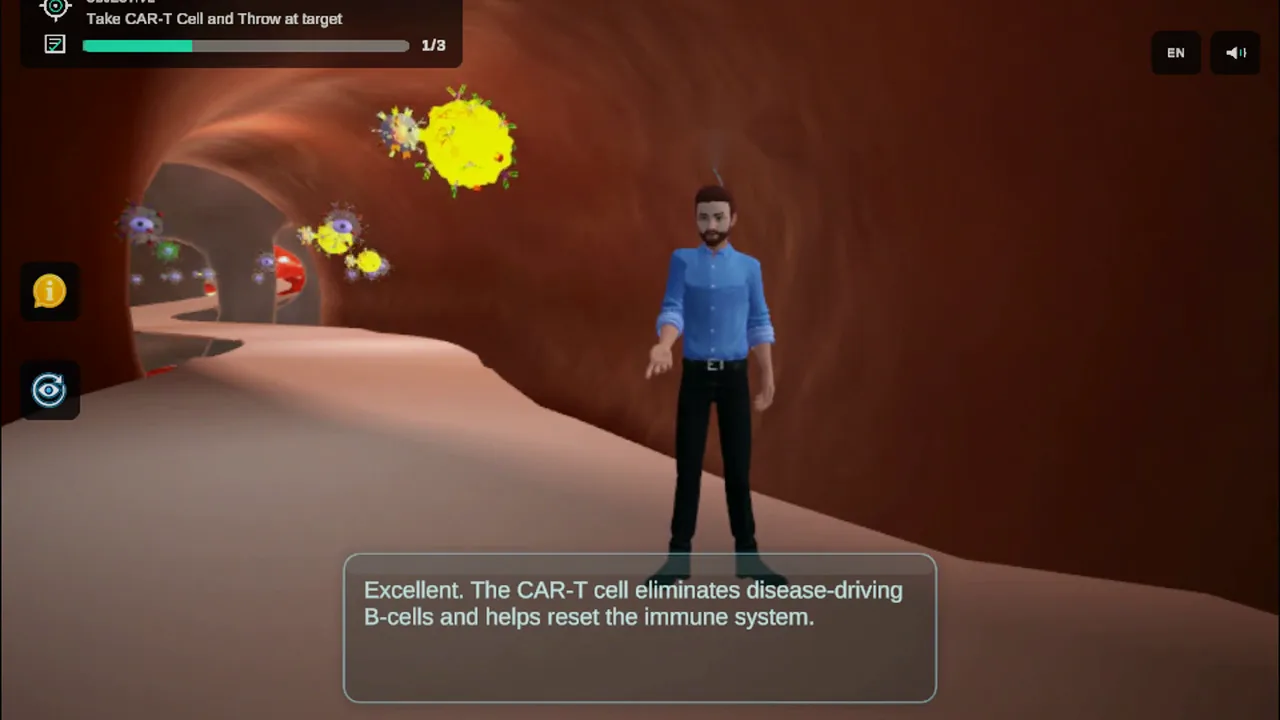 OBJECTIVE
Take CAR-T Cell and Throw at target
1/3
EN
Excellent. The CAR-T cell eliminates disease-driving
B-cells and helps reset the immune system.